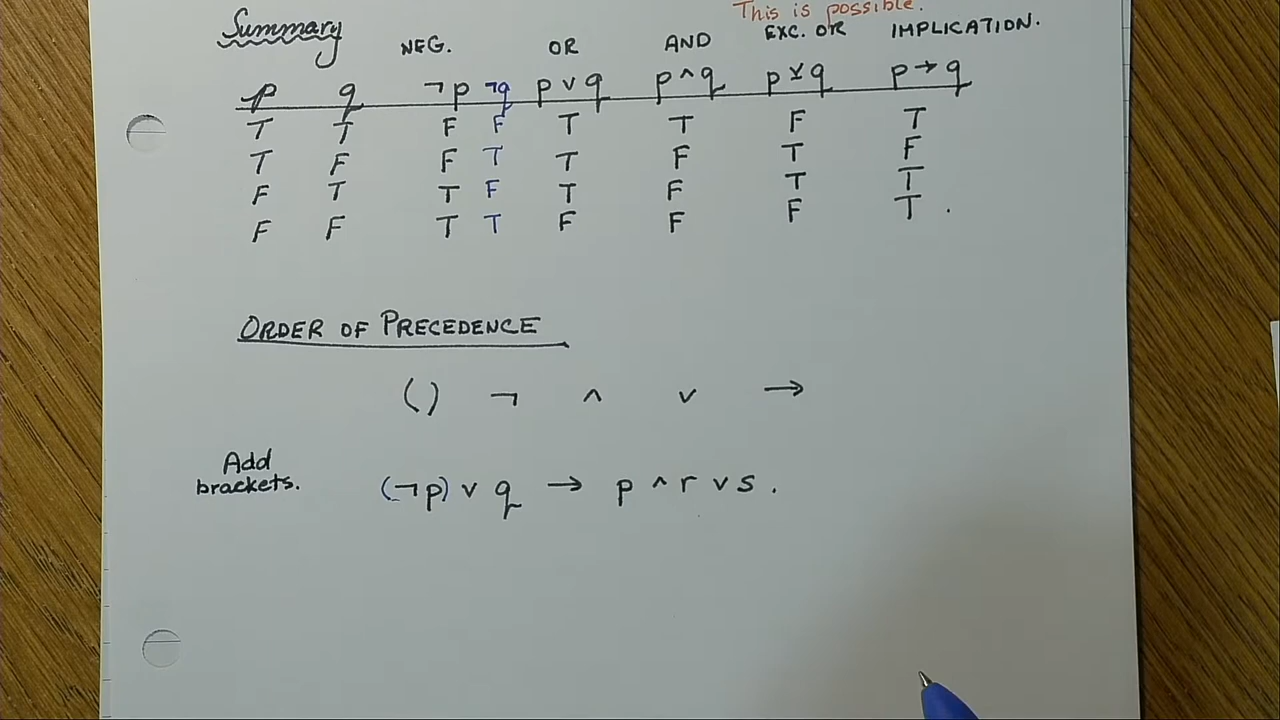 This is possible.
Summary NEG. OR AND EXC. OR IMPLICATION.
p q ¬p ¬q p ∨ q p ∧ q p ⊻ q p → q
T T F F T T F T
T F F T T F T F
F T T F T F T T
F F T T F F F T .
ORDER OF PRECEDENCE
( ) ¬ ∧ ∨ →
Add
brackets. (¬p) ∨ q → p ∧ r ∨ s .